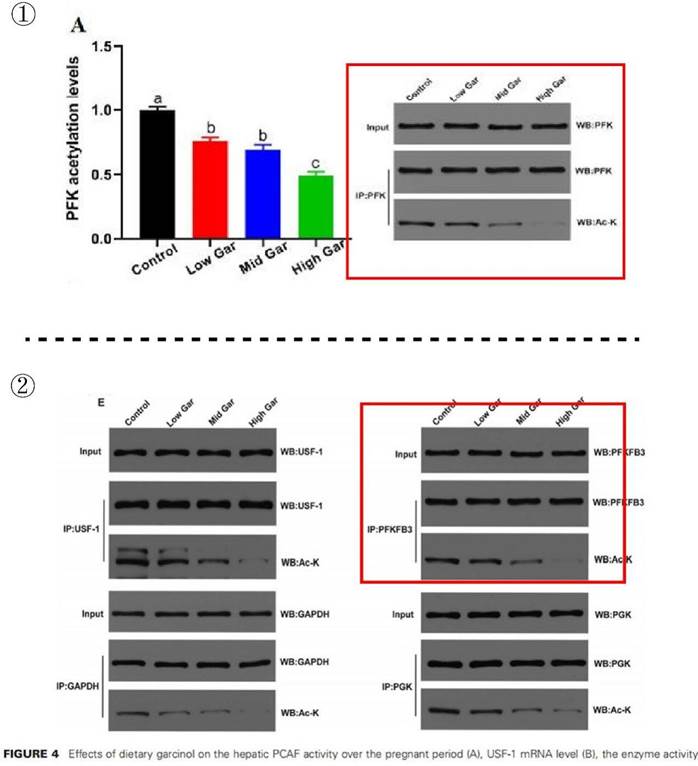 ①
A
PFK acetylation levels
1.5
1.0
0.5
0.0
a
b
b
c
Control
Low Gar
Mid Gar
High Gar
Control Low Gar Mid Gar High Gar
Input WB:PFK
WB:PFK
IP:PFK
WB:Ac-K
②
E
Control Low Gar Mid Gar High Gar
Input WB:USF-1
WB:USF-1
IP:USF-1
WB:Ac-K
Input WB:GAPDH
WB:GAPDH
IP:GAPDH
WB:Ac-K
Control Low Gar Mid Gar High Gar
Input WB:PFKFB3
WB:PFKFB3
IP:PFKFB3
WB:Ac-K
Input WB:PGK
WB:PGK
IP:PGK
WB:Ac-K
FIGURE 4 Effects of dietary garcinol on the hepatic PCAF activity over the pregnant period (A), USF-1 mRNA level (B), the enzyme activity